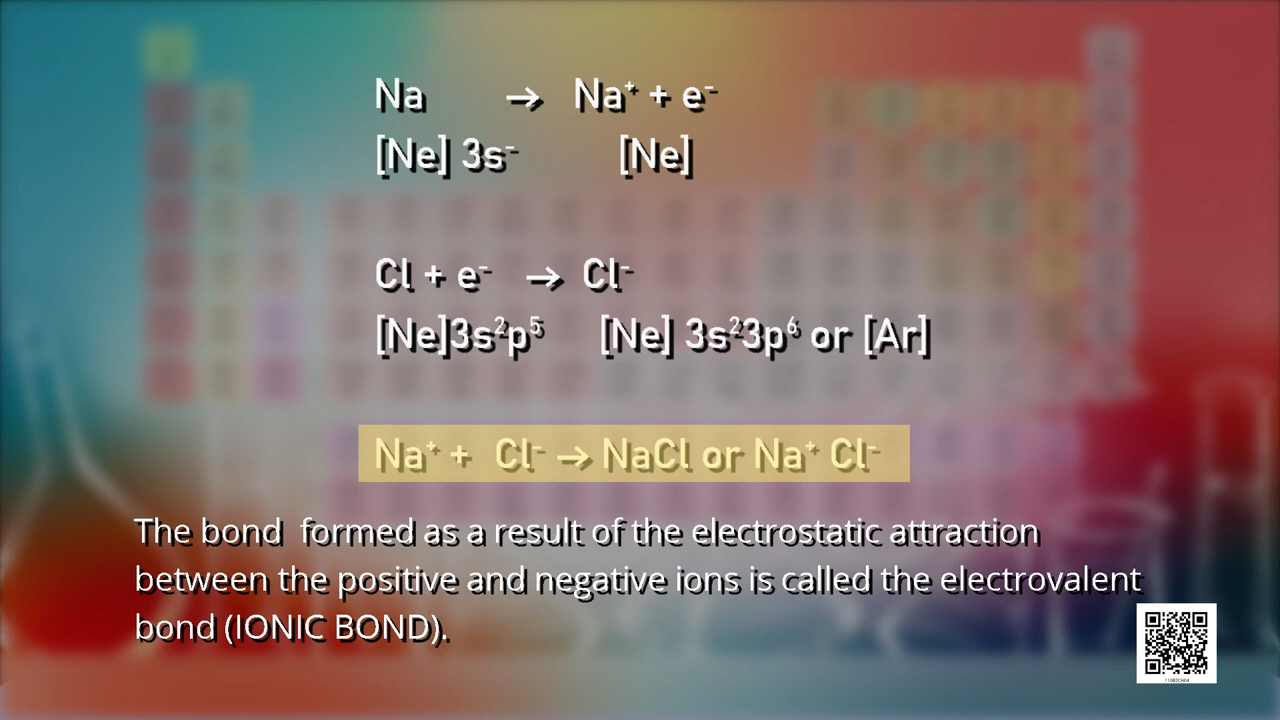 Na → Na⁺ + e⁻
[Ne] 3s⁻ [Ne]
Cl + e⁻ → Cl⁻
[Ne]3s²p⁵ [Ne] 3s²3p⁶ or [Ar]
Na⁺ + Cl⁻ → NaCl or Na⁺ Cl⁻
The bond formed as a result of the electrostatic attraction
between the positive and negative ions is called the electrovalent
bond (IONIC BOND).
11082CH04